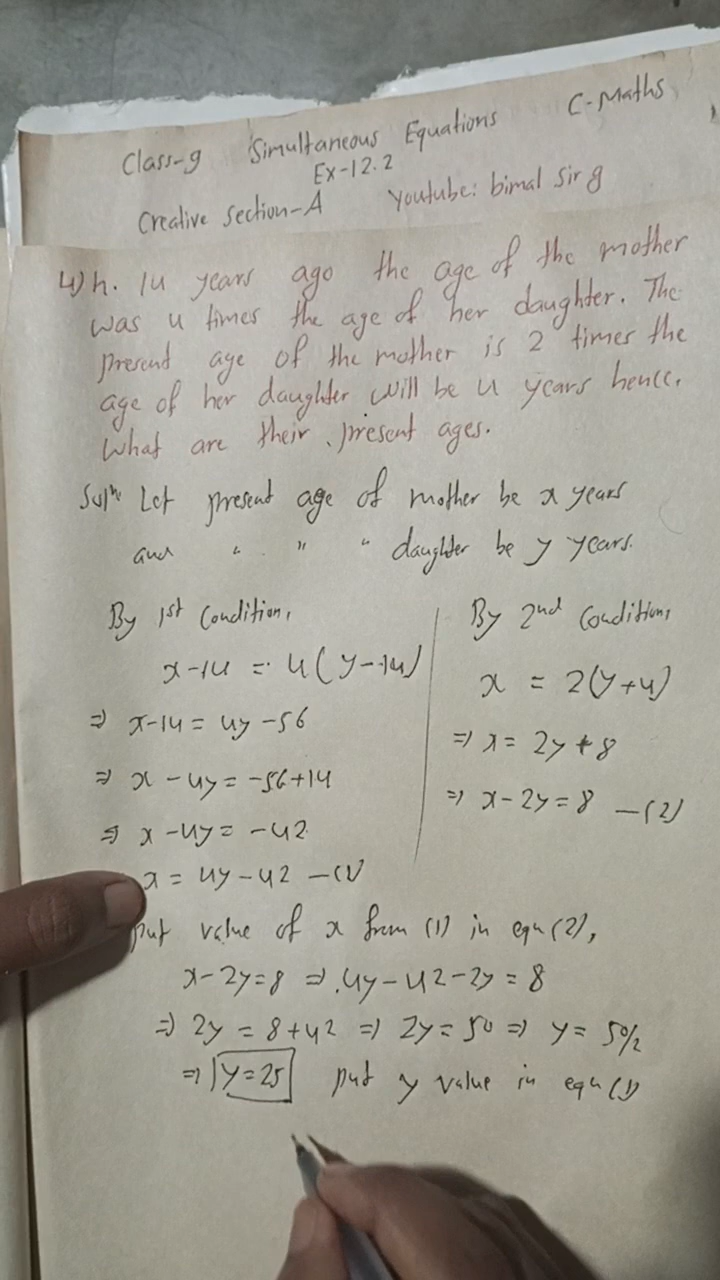 Class-9 Simultaneous Equations C-Maths
Ex-12.2
Creative section-A Youtube: bimal sir g
4)h. 14 years ago the age of the mother
was 4 times the age of her daughter. The
present age of the mother is 2 times the
age of her daughter will be 4 years hence.
What are their present ages.
Solⁿ Let present age of mother be x years
and " " " daughter be y years.
By 1st Condition,
x-14 = 4(y-14)
⇒ x-14 = 4y -56
⇒ x - 4y = -56+14
⇒ x -4y = -42
x = 4y -42 -(1)
By 2nd Condition,
x = 2(y+4)
⇒ x = 2y + 8
⇒ x - 2y = 8 -(2)
put value of x from (1) in eqn (2),
x-2y=8 ⇒ 4y - 42 -2y = 8
⇒ 2y = 8+42 ⇒ 2y = 50 ⇒ y = 50/2
⇒ y=25 put y value in eqn (1)